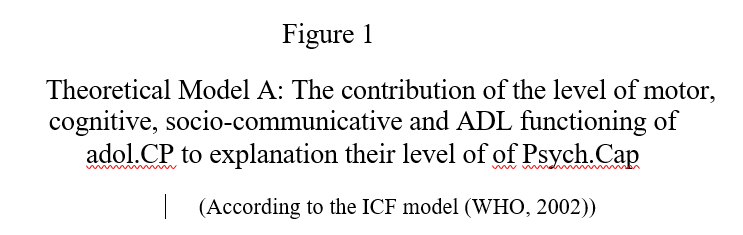 Figure 1
Theoretical Model A: The contribution of the level of motor,
cognitive, socio-communicative and ADL functioning of
adol.CP to explanation their level of of Psych.Cap
(According to the ICF model (WHO, 2002))